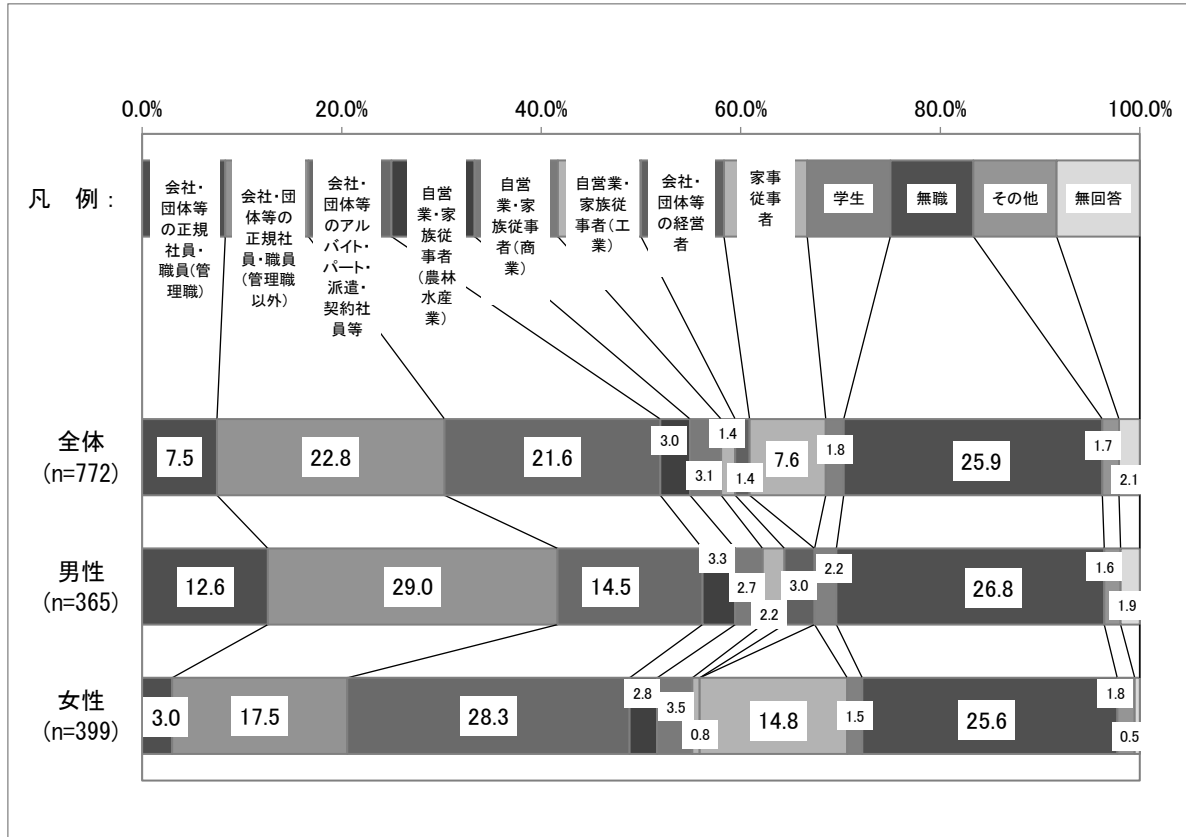 0.0% 20.0% 40.0% 60.0% 80.0% 100.0%
凡　例：
会社・
団体等
の正規
社員・
職員(管
理職)
会社・団
体等の
正規社
員・職員
(管理職
以外)
会社・
団体等
のアル
バイト・
パート・
派遣・
契約社
員等
自営
業・家
族従
事者
(農林
水産
業)
自営
業・家
族従事
者(商
業)
自営業・
家族従
事者(工
業)
会社・
団体等
の経営
者
家事
従事
者
学生
無職
その他
無回答
全体
(n=772)
7.5 22.8 21.6 3.0 3.1 1.4 1.4 7.6 1.8 25.9 1.7 2.1
男性
(n=365)
12.6 29.0 14.5 3.3 2.7 2.2 3.0 2.2 26.8 1.6 1.9
女性
(n=399)
3.0 17.5 28.3 2.8 3.5 0.8 14.8 1.5 25.6 1.8 0.5